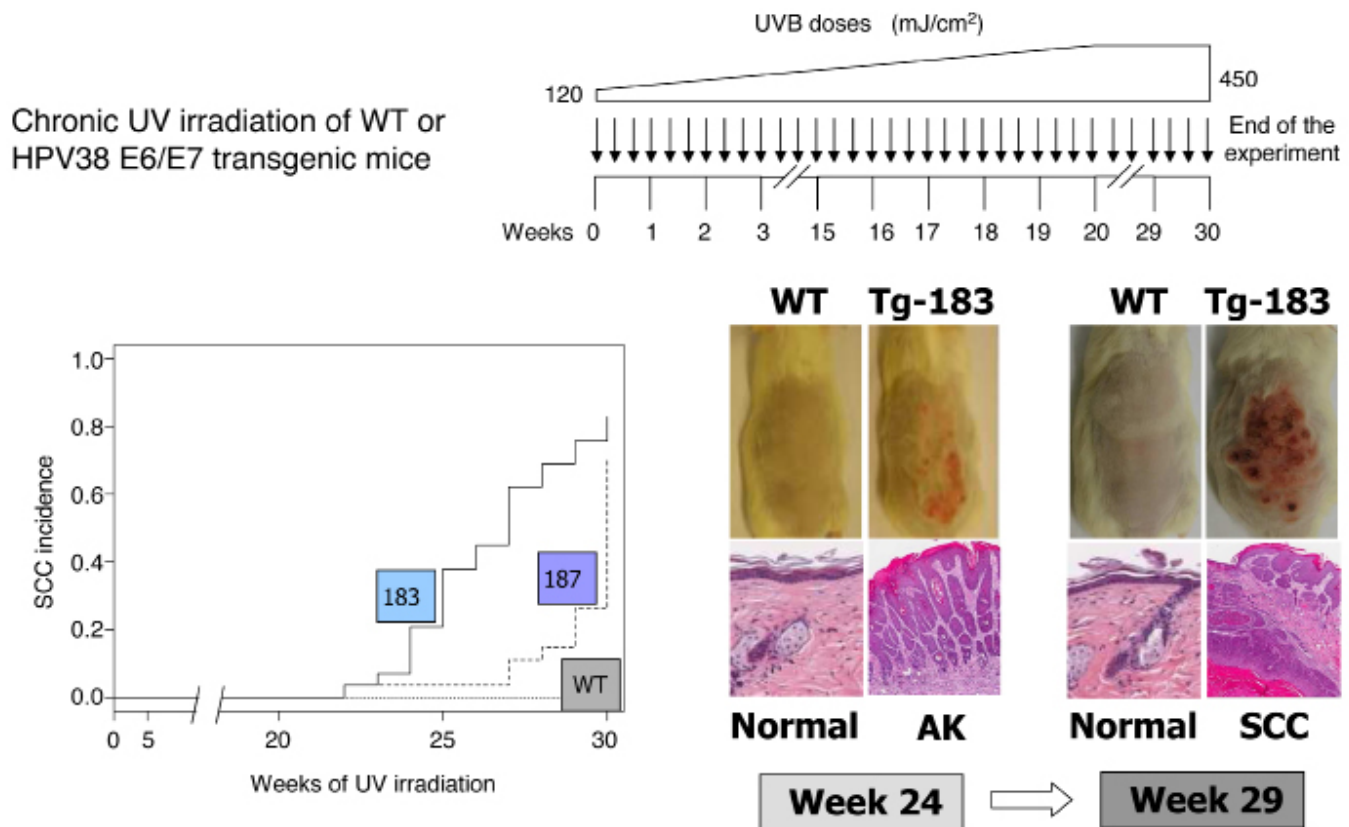 UVB doses (mJ/cm²)
120
450
Chronic UV irradiation of WT or
HPV38 E6/E7 transgenic mice
End of the
experiment
Weeks 0 1 2 3 15 16 17 18 19 20 29 30
WT Tg-183 WT Tg-183
SCC incidence
1.0
0.8
0.6
0.4
0.2
0.0
183
187
WT
0 5 20 25 30
Weeks of UV irradiation
Normal AK Normal SCC
Week 24 Week 29